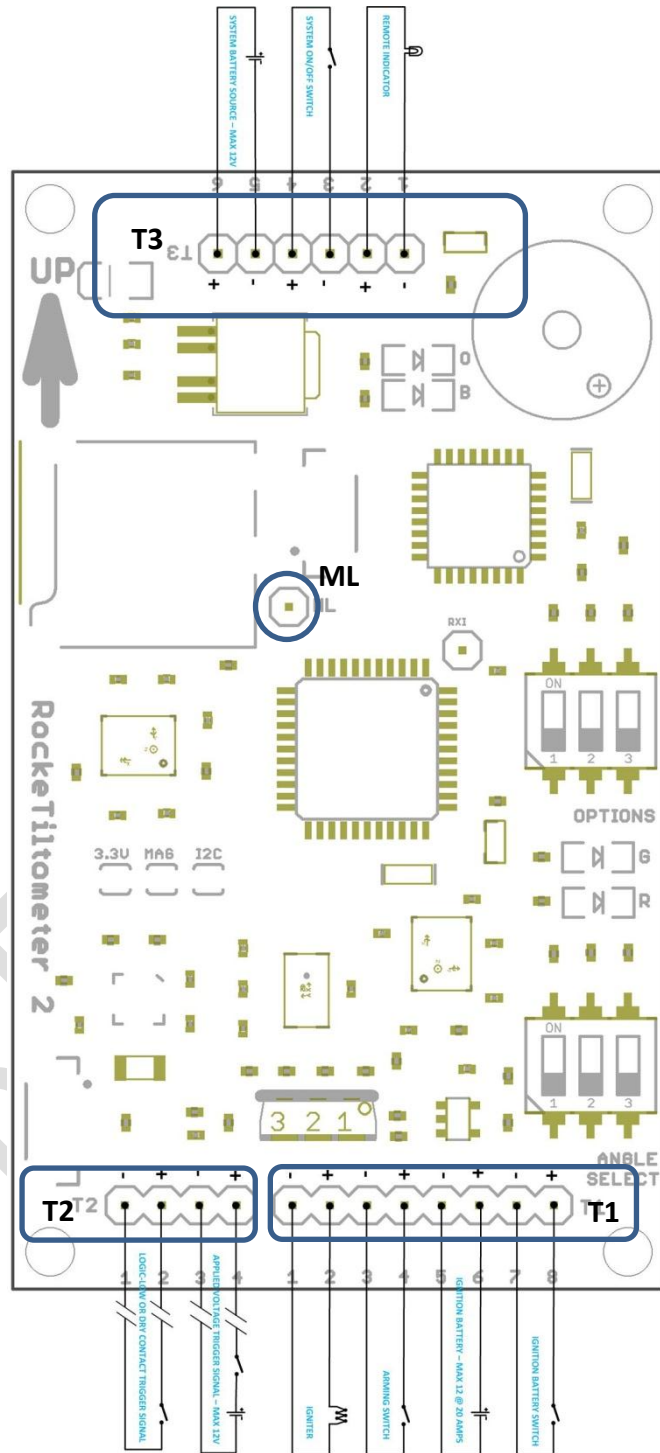 SYSTEM BATTERY SOURCE – MAX 12V
SYSTEM ON/OFF SWITCH
REMOTE INDICATOR
6 5 4 3 2 1
T3
T3
+ - + - + -
UP
O
B
ML
ML
RXI
ON
1 2 3
OPTIONS
RockeTiltometer 2
3.3V MAG I2C
G
R
ON
1 2 3
ANGLE
SELECT
3 2 1
- + - +
- + - + - + - +
T2
T2
T1
T1
1 2 3 4
1 2 3 4 5 6 7 8
LOGIC-LOW OR DRY CONTACT TRIGGER SIGNAL
APPLIED VOLTAGE TRIGGER SIGNAL – MAX 12V
IGNITER
ARMING SWITCH
IGNITION BATTERY – MAX 12 @ 20 AMPS
IGNITION BATTERY SWITCH